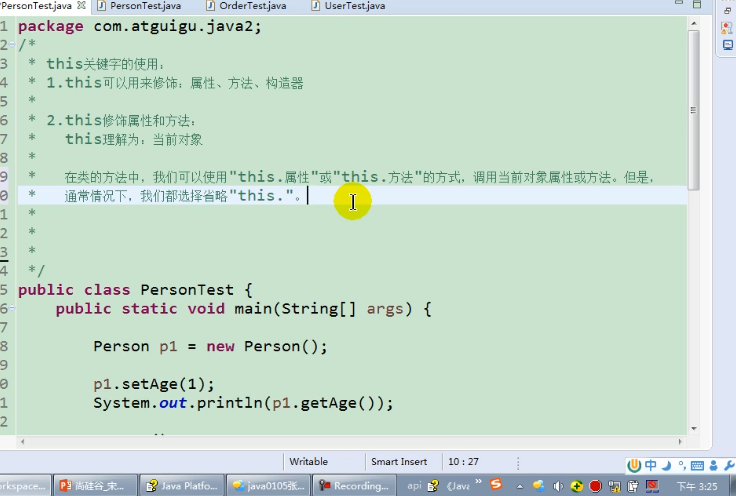 PersonTest.java PersonTest.java OrderTest.java UserTest.java
1 package com.atguigu.java2;
2 /*
3 * this关键字的使用:
4 * 1.this可以用来修饰: 属性、方法、构造器
5 *
6 * 2.this修饰属性和方法:
7 * this理解为: 当前对象
8 *
9 * 在类的方法中，我们可以使用"this.属性"或"this.方法"的方式，调用当前对象属性或方法。但是，
0 * 通常情况下，我们都选择省略"this."。
1 *
2 *
3 *
4 */
5 public class PersonTest {
6 public static void main(String[] args) {
7
8 Person p1 = new Person();
9
0 p1.setAge(1);
1 System.out.println(p1.getAge());
2
Writable Smart Insert 10 : 27
中
orkspace... 尚硅谷_宋... Java Platfo... java0105张... Recording... api 《Java » 下午 3:25